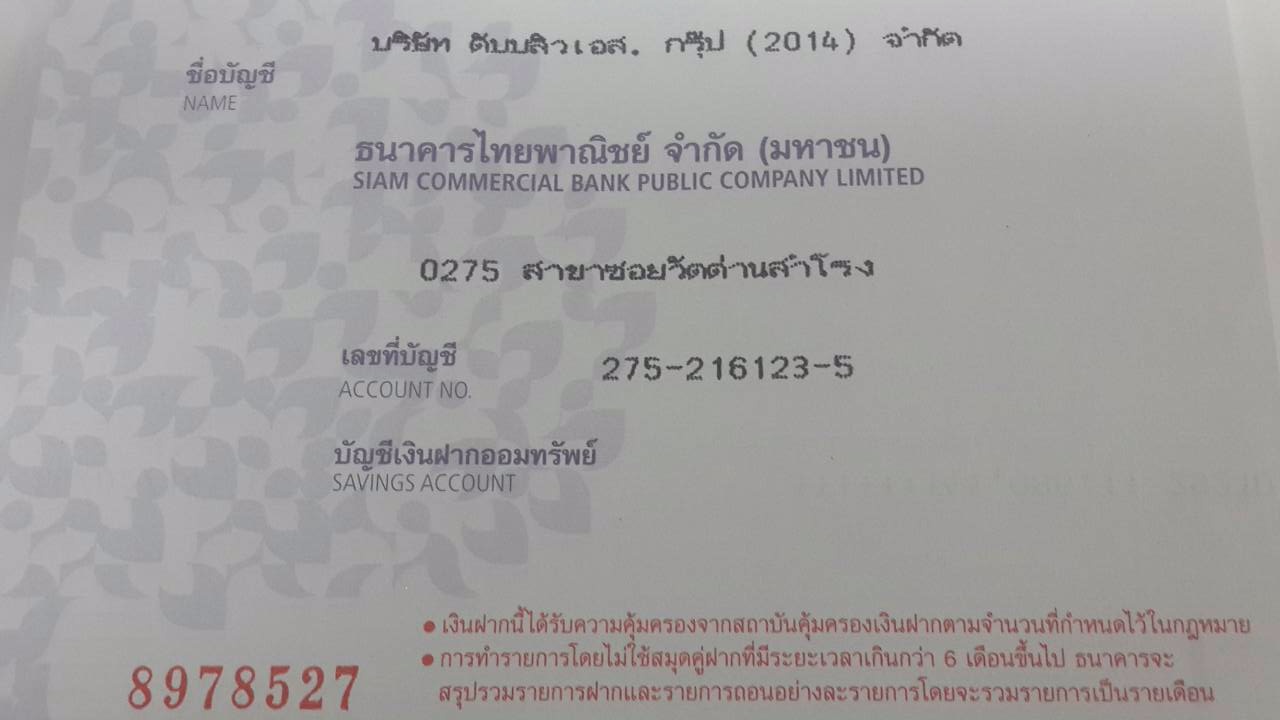 บริษัท ดับบลิวเอส. กรุ๊ป (2014) จำกัด
ชื่อบัญชี
NAME
ธนาคารไทยพาณิชย์ จำกัด (มหาชน)
SIAM COMMERCIAL BANK PUBLIC COMPANY LIMITED
0275 สาขาซอยวัดด่านสำโรง
เลขที่บัญชี 275-216123-5
ACCOUNT NO.
บัญชีเงินฝากออมทรัพย์
SAVINGS ACCOUNT
• เงินฝากนี้ได้รับความคุ้มครองจากสถาบันคุ้มครองเงินฝากตามจำนวนที่กำหนดไว้ในกฎหมาย
• การทำรายการโดยไม่ใช้สมุดคู่ฝากที่มีระยะเวลาเกินกว่า 6 เดือนขึ้นไป ธนาคารจะ
สรุปรวมรายการฝากและรายการถอนอย่างละรายการโดยจะรวมรายการเป็นรายเดือน
8978527